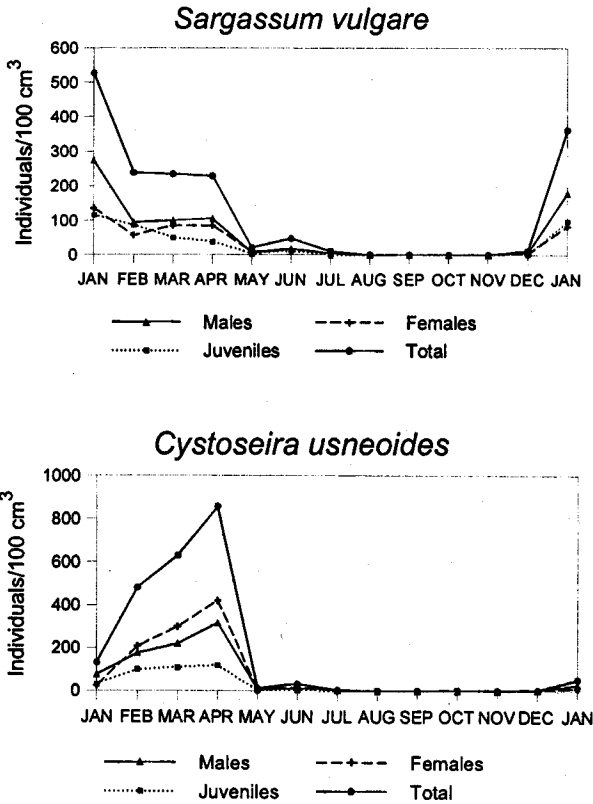 Sargassum vulgare
Individuals/100 cm³
600
500
400
300
200
100
0
JAN FEB MAR APR MAY JUN JUL AUG SEP OCT NOV DEC JAN
Males Females
Juveniles Total
Cystoseira usneoides
Individuals/100 cm³
1000
800
600
400
200
0
JAN FEB MAR APR MAY JUN JUL AUG SEP OCT NOV DEC JAN
Males Females
Juveniles Total